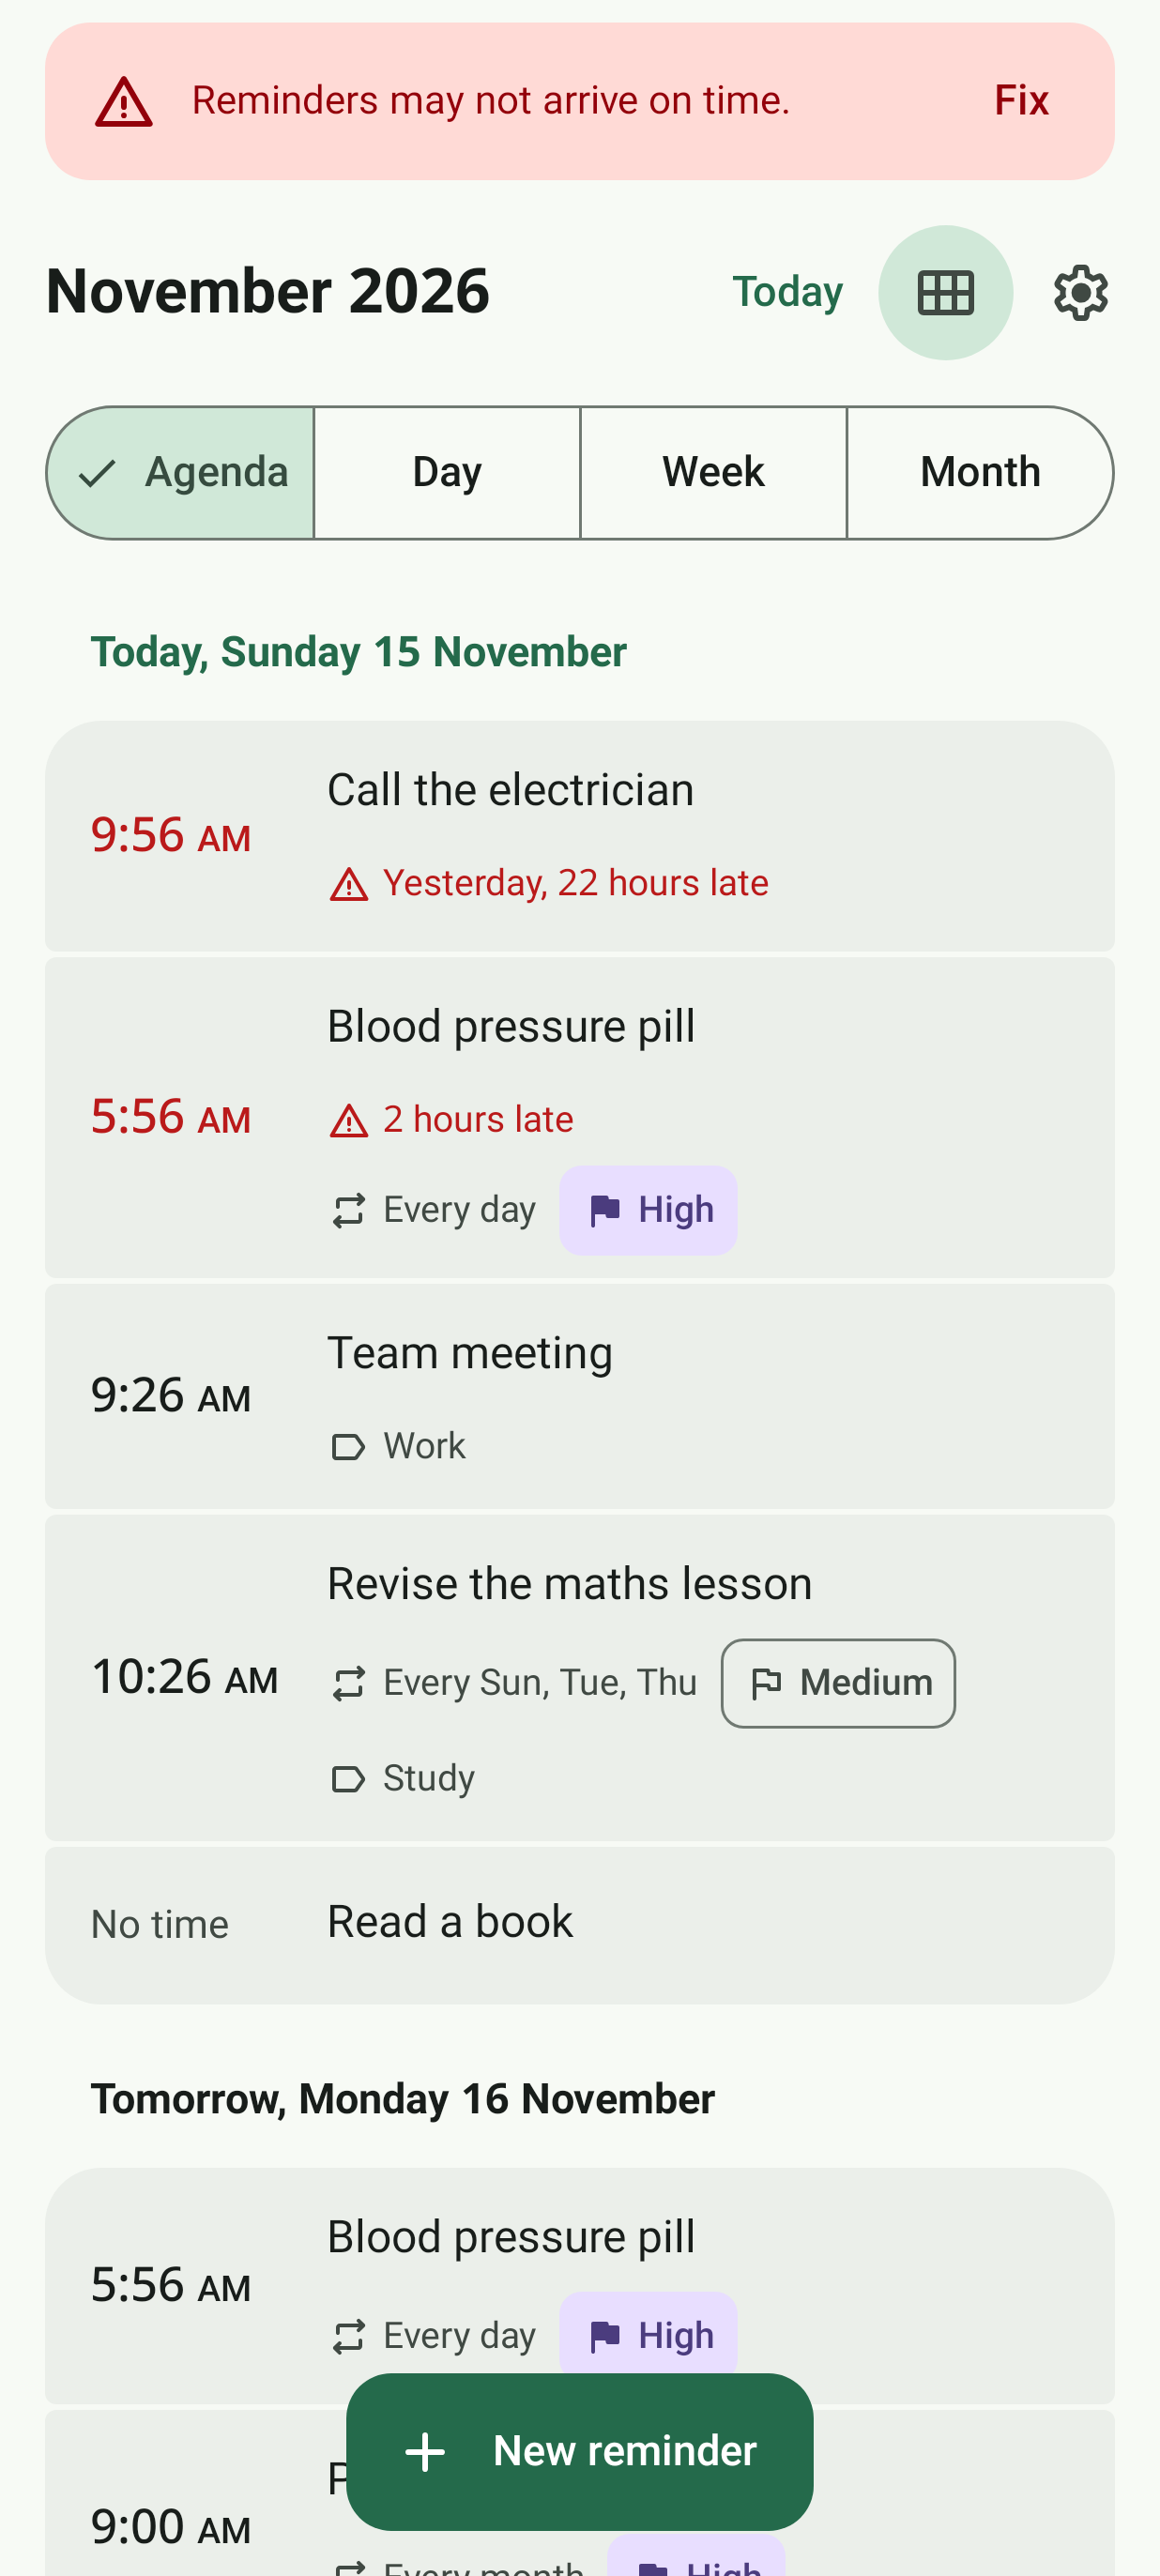 Reminders may not arrive on time. Fix
November 2026 Today
Agenda Day Week Month
Today, Sunday 15 November
Call the electrician
9:56 AM
Yesterday, 22 hours late
Blood pressure pill
5:56 AM
2 hours late
Every day High
Team meeting
9:26 AM
Work
Revise the maths lesson
10:26 AM
Every Sun, Tue, Thu Medium
Study
No time Read a book
Tomorrow, Monday 16 November
Blood pressure pill
5:56 AM
Every day High
New reminder
9:00 AM
Every month High